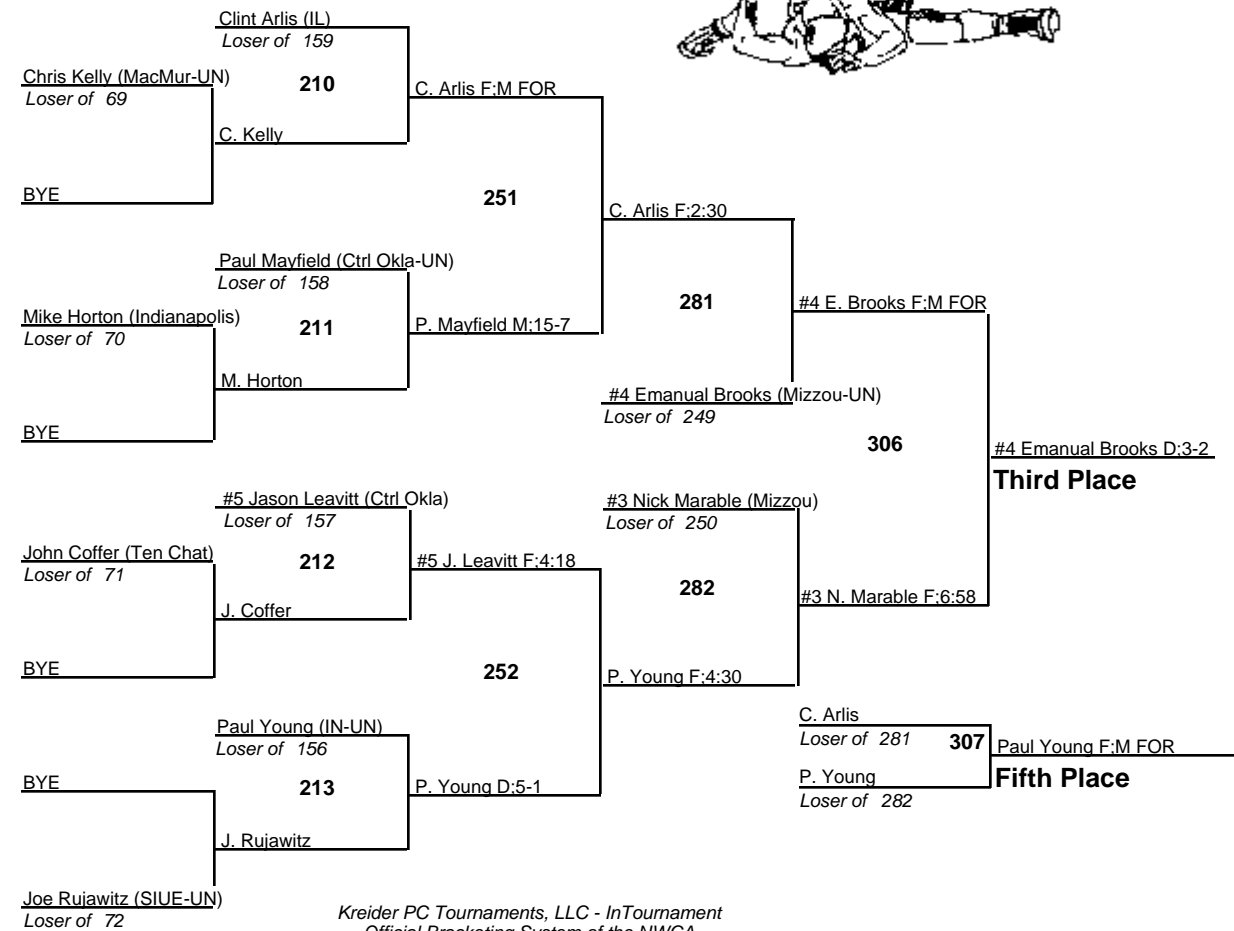 Clint Arlis (IL)
Loser of 159
Chris Kelly (MacMur-UN)
Loser of 69
210
C. Arlis F;M FOR
C. Kelly
BYE
251
C. Arlis F;2:30
Paul Mayfield (Ctrl Okla-UN)
Loser of 158
Mike Horton (Indianapolis)
Loser of 70
211
P. Mayfield M;15-7
281
#4 E. Brooks F;M FOR
M. Horton
#4 Emanual Brooks (Mizzou-UN)
Loser of 249
BYE
306
#4 Emanual Brooks D;3-2
Third Place
#5 Jason Leavitt (Ctrl Okla)
Loser of 157
#3 Nick Marable (Mizzou)
Loser of 250
John Coffer (Ten Chat)
Loser of 71
212
#5 J. Leavitt F;4:18
282
#3 N. Marable F;6:58
J. Coffer
BYE
252
P. Young F;4:30
Paul Young (IN-UN)
Loser of 156
C. Arlis
Loser of 281
307
Paul Young F;M FOR
Fifth Place
P. Young
Loser of 282
BYE
213
P. Young D;5-1
J. Rujawitz
Joe Rujawitz (SIUE-UN)
Loser of 72
Kreider PC Tournaments, LLC - InTournament
Official Bracketing System of the NWCA